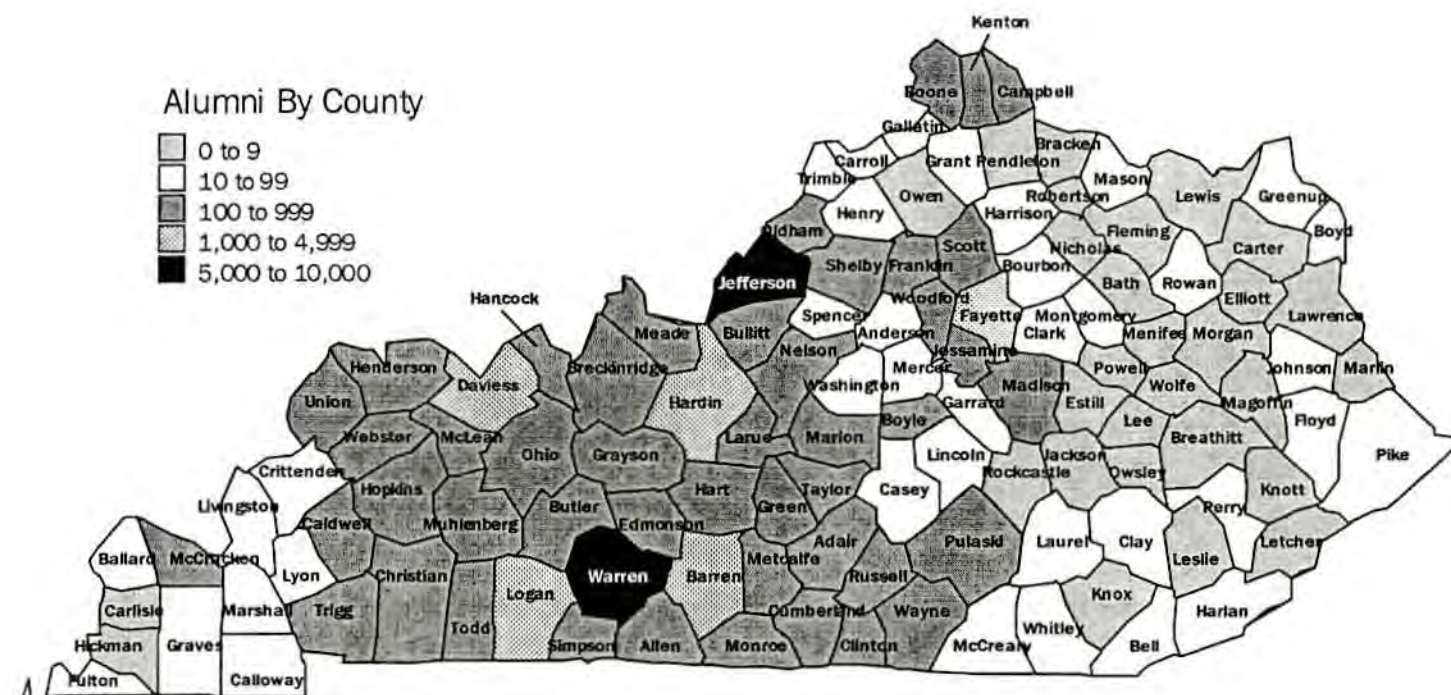 Kenton
Alumni By County
0 to 9
10 to 99
100 to 999
1,000 to 4,999
5,000 to 10,000
Boone
Campbell
Gallatin
Bracken
Carroll
Grant
Pendleton
Mason
Trimble
Owen
Robertson
Lewis
Greenup
Henry
Harrison
Oldham
Fleming
Boyd
Scott
Nicholas
Carter
Shelby
Franklin
Bourbon
Jefferson
Bath
Rowan
Elliott
Hancock
Woodford
Spencer
Fayette
Montgomery
Lawrence
Meade
Bullitt
Anderson
Clark
Menifee
Morgan
Nelson
Jessamine
Henderson
Breckinridge
Mercer
Powell
Johnson
Martin
Daviess
Washington
Madison
Wolfe
Union
Hardin
Garrard
Estill
Magoffin
Boyle
Lee
Floyd
Webster
McLean
Larue
Marion
Breathitt
Ohio
Grayson
Lincoln
Jackson
Pike
Crittenden
Rockcastle
Owsley
Hopkins
Hart
Taylor
Casey
Knott
Livingston
Butler
Green
Perry
Caldwell
Muhlenberg
Edmonson
Adair
Pulaski
Laurel
Clay
Letcher
Ballard
McCracken
Metcalfe
Leslie
Lyon
Christian
Warren
Barren
Russell
Logan
Knox
Carlisle
Marshall
Trigg
Cumberland
Wayne
Harlan
Todd
Whitley
Hickman
Graves
Simpson
Allen
Monroe
Clinton
McCreary
Bell
Fulton
Calloway